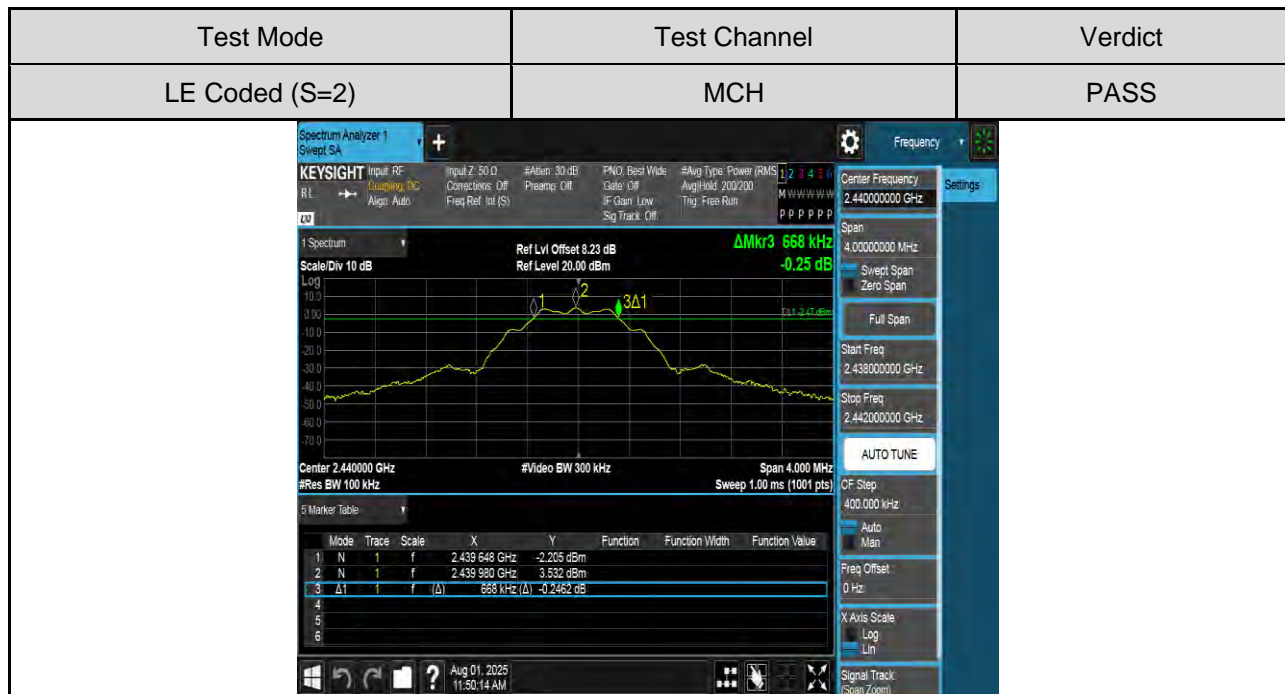 Test Mode Test Channel Verdict
LE Coded (S=2) MCH PASS
Spectrum Analyzer 1
Swept SA
+
Frequency
KEYSIGHT Input: RF Input Z: 50 Ω #Atten: 30 dB PNO: Best Wide #Avg Type: Power (RMS 1 2 3 4 5 6
RL Coupling: DC Corrections: Off Preamp: Off Gate: Off Avg|Hold: 200/200 M W W W W W
Align: Auto Freq Ref: Int (S) IF Gain: Low Trig: Free Run
Sig Track: Off P P P P P P
LXI
Settings
1 Spectrum
Ref Lvl Offset 8.23 dB ΔMkr3 668 kHz
Scale/Div 10 dB Ref Level 20.00 dBm -0.25 dB
Log
10.0
0.00
-10.0
-20.0
-30.0
-40.0
-50.0
-60.0
-70.0
1 2 3Δ1
DL1 -2.47 dBm
Center 2.440000 GHz #Video BW 300 kHz Span 4.000 MHz
#Res BW 100 kHz Sweep 1.00 ms (1001 pts)
5 Marker Table
Mode Trace Scale X Y Function Function Width Function Value
1 N 1 f 2.439 648 GHz -2.205 dBm
2 N 1 f 2.439 980 GHz 3.532 dBm
3 Δ1 1 f (Δ) 668 kHz (Δ) -0.2462 dB
4
5
6
Aug 01, 2025
11:50:14 AM
Center Frequency
2.440000000 GHz
Span
4.00000000 MHz
Swept Span
Zero Span
Full Span
Start Freq
2.438000000 GHz
Stop Freq
2.442000000 GHz
AUTO TUNE
CF Step
400.000 kHz
Auto
Man
Freq Offset
0 Hz
X Axis Scale
Log
Lin
Signal Track
(Span Zoom)